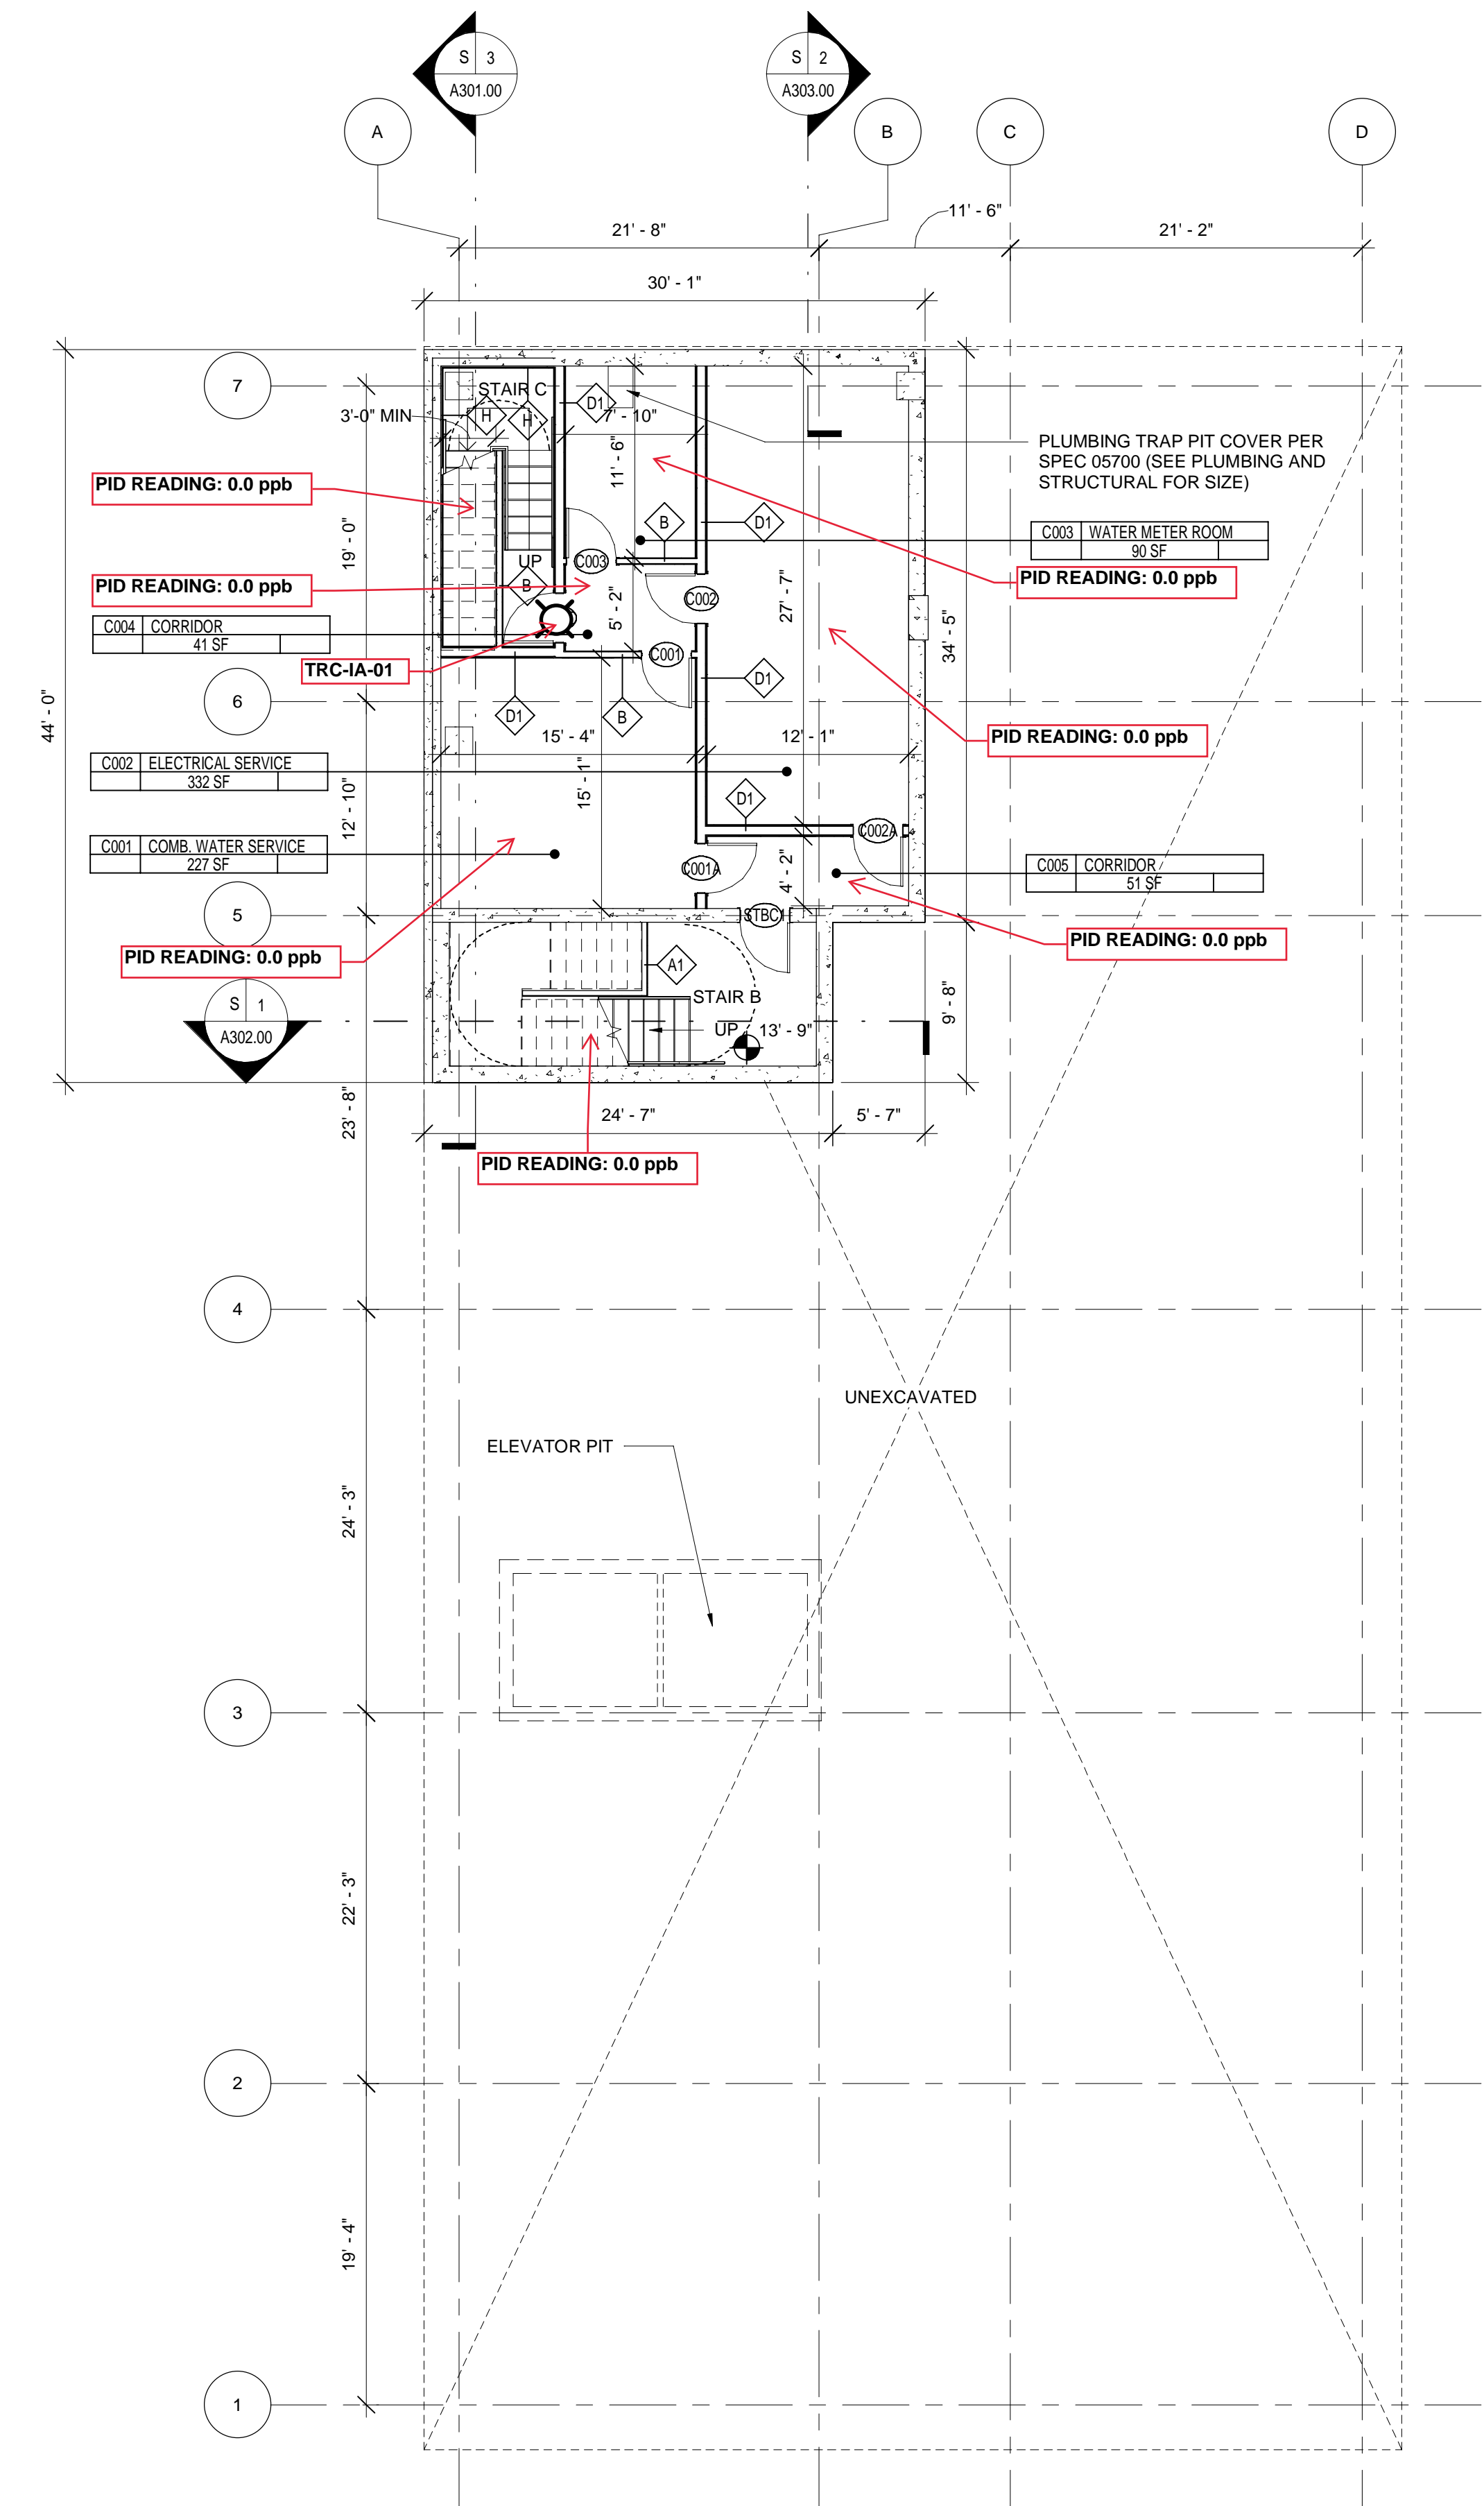 S 3
A301.00
S 2
A303.00
A
B
C
D
11' - 6"
21' - 8"
21' - 2"
30' - 1"
7
STAIR C
D1
3'-0" MIN
H
H
7' - 10"
11' - 6"
PLUMBING TRAP PIT COVER PER
SPEC 05700 (SEE PLUMBING AND
STRUCTURAL FOR SIZE)
PID READING: 0.0 ppb
19' - 0"
B
D1
C003 WATER METER ROOM
90 SF
UP
C003
PID READING: 0.0 ppb
PID READING: 0.0 ppb
B
C002
5' - 2"
27' - 7"
34' - 5"
C004 CORRIDOR
41 SF
C001
TRC-IA-01
D1
6
44' - 0"
D1
B
15' - 4"
12' - 1"
PID READING: 0.0 ppb
C002 ELECTRICAL SERVICE
332 SF
15' - 1"
D1
12' - 10"
C002A
C001 COMB. WATER SERVICE
227 SF
C001A
4' - 2"
C005 CORRIDOR
51 SF
5
STBC1
PID READING: 0.0 ppb
PID READING: 0.0 ppb
A1
STAIR B
S 1
A302.00
UP
13' - 9"
9' - 8"
23' - 8"
24' - 7"
5' - 7"
PID READING: 0.0 ppb
4
UNEXCAVATED
ELEVATOR PIT
24' - 3"
3
22' - 3"
2
19' - 4"
1